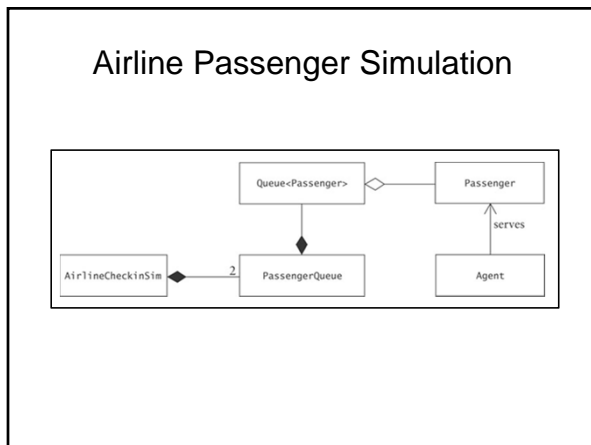 Airline Passenger Simulation
Queue<Passenger>
Passenger
serves
AirlineCheckinSim
2
PassengerQueue
Agent